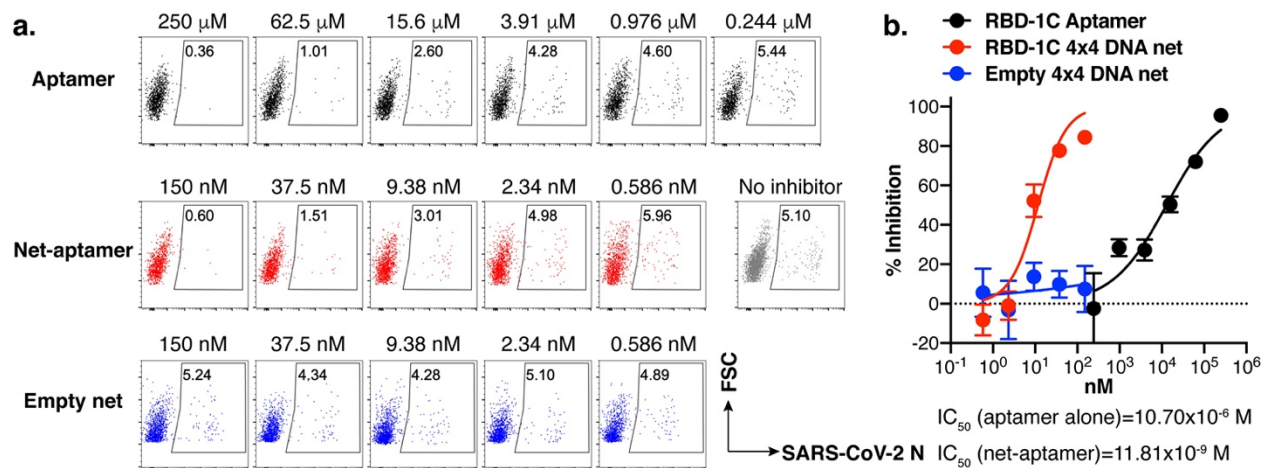 a.
250 μM 62.5 μM 15.6 μM 3.91 μM 0.976 μM 0.244 μM
Aptamer
0.36 1.01 2.60 4.28 4.60 5.44
150 nM 37.5 nM 9.38 nM 2.34 nM 0.586 nM No inhibitor
Net-aptamer
0.60 1.51 3.01 4.98 5.96 5.10
150 nM 37.5 nM 9.38 nM 2.34 nM 0.586 nM
Empty net
5.24 4.34 4.28 5.10 4.89
FSC
SARS-CoV-2 N
b.
RBD-1C Aptamer
RBD-1C 4x4 DNA net
Empty 4x4 DNA net
% Inhibition
100
80
60
40
20
0
-20
10⁻¹ 10⁰ 10¹ 10² 10³ 10⁴ 10⁵ 10⁶
nM
IC₅₀ (aptamer alone)=10.70x10⁻⁶ M
IC₅₀ (net-aptamer)=11.81x10⁻⁹ M